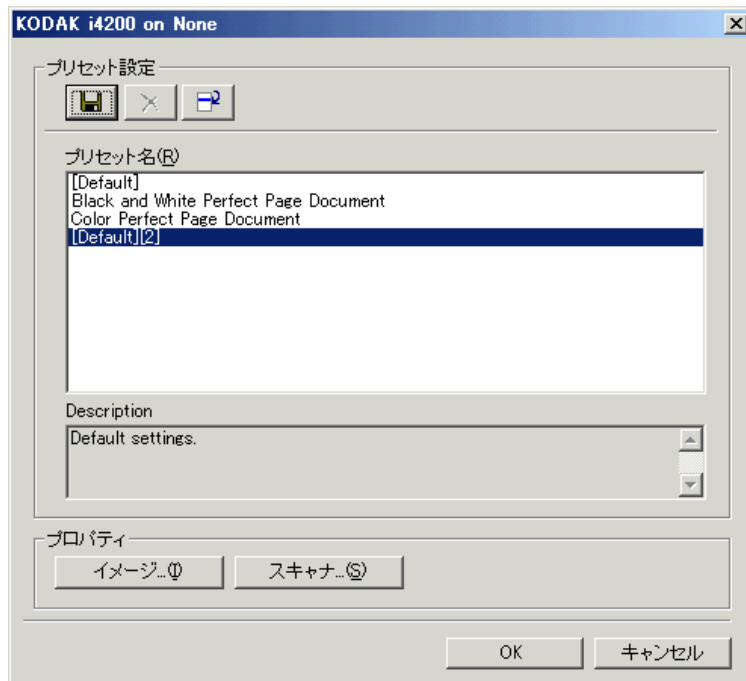 KODAK i4200 on None
プリセット設定
プリセット名(R)
[Default]
Black and White Perfect Page Document
Color Perfect Page Document
[Default][2]
Description
Default settings.
プロパティ
イメージ...(I)
スキャナ...(S)
OK
キャンセル